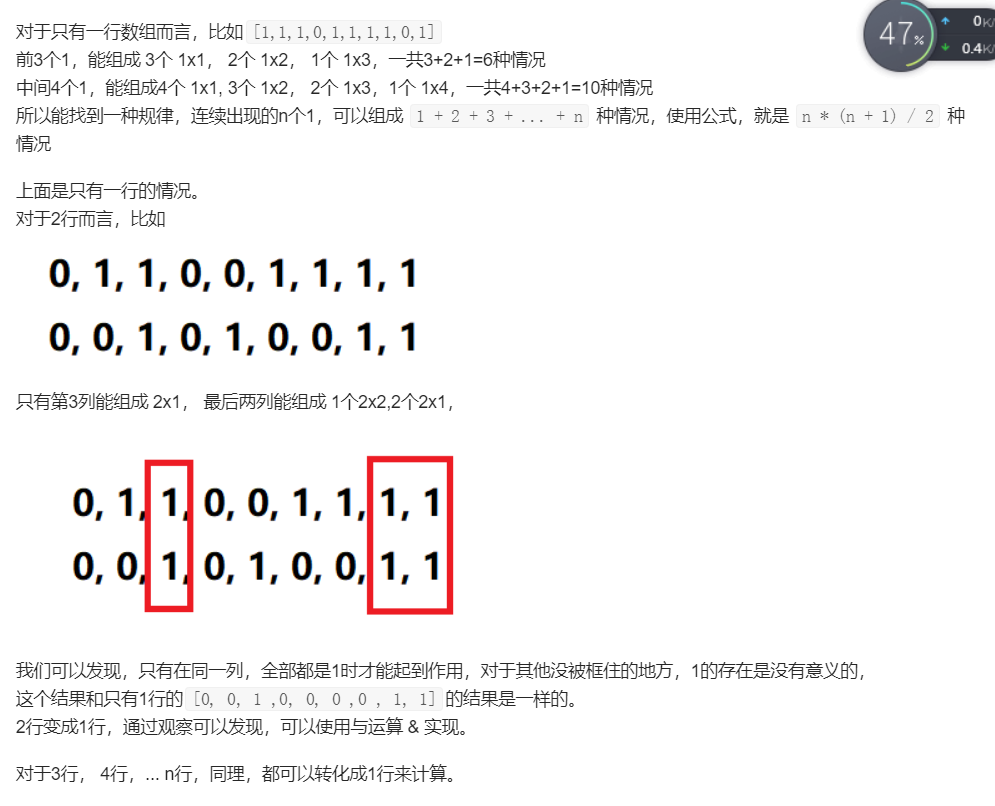 对于只有一行数组而言，比如 [1,1,1,0,1,1,1,1,0,1]
47%
0K/
0.4K/
前3个1，能组成 3个 1x1， 2个 1x2， 1个 1x3，一共3+2+1=6种情况
中间4个1，能组成4个 1x1, 3个 1x2， 2个 1x3，1个 1x4，一共4+3+2+1=10种情况
所以能找到一种规律，连续出现的n个1，可以组成 1 + 2 + 3 +... + n 种情况，使用公式，就是 n * (n + 1) / 2 种
情况
上面是只有一行的情况。
对于2行而言，比如
0, 1, 1, 0, 0, 1, 1, 1, 1
0, 0, 1, 0, 1, 0, 0, 1, 1
只有第3列能组成 2x1， 最后两列能组成 1个2x2,2个2x1，
0, 1, 1, 0, 0, 1, 1, 1, 1
0, 0, 1, 0, 1, 0, 0, 1, 1
我们可以发现，只有在同一列，全部都是1时才能起到作用，对于其他没被框住的地方，1的存在是没有意义的，
这个结果和只有1行的 [0, 0, 1 ,0, 0, 0 ,0 , 1, 1] 的结果是一样的。
2行变成1行，通过观察可以发现，可以使用与运算 & 实现。
对于3行， 4行，... n行，同理，都可以转化成1行来计算。